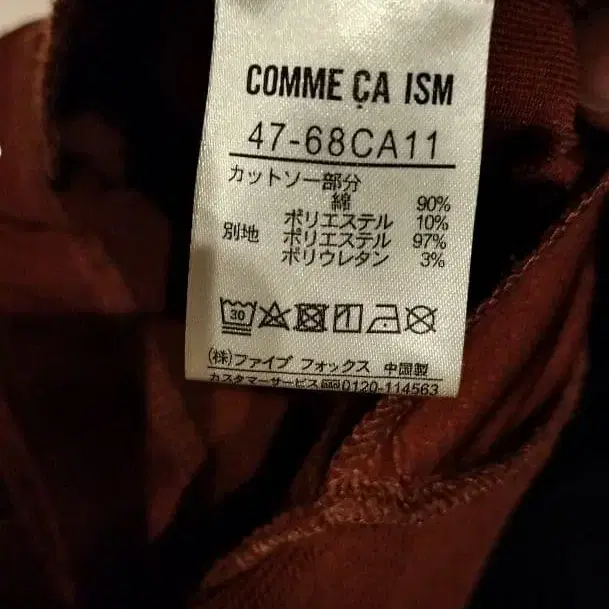 COMME ÇA ISM
47-68CA11
カットソー部分
綿 90%
ポリエステル 10%
別地 ポリエステル 97%
ポリウレタン 3%
30
(株)ファイブ フォックス 中国製
カスタマーサービス 0120-114563